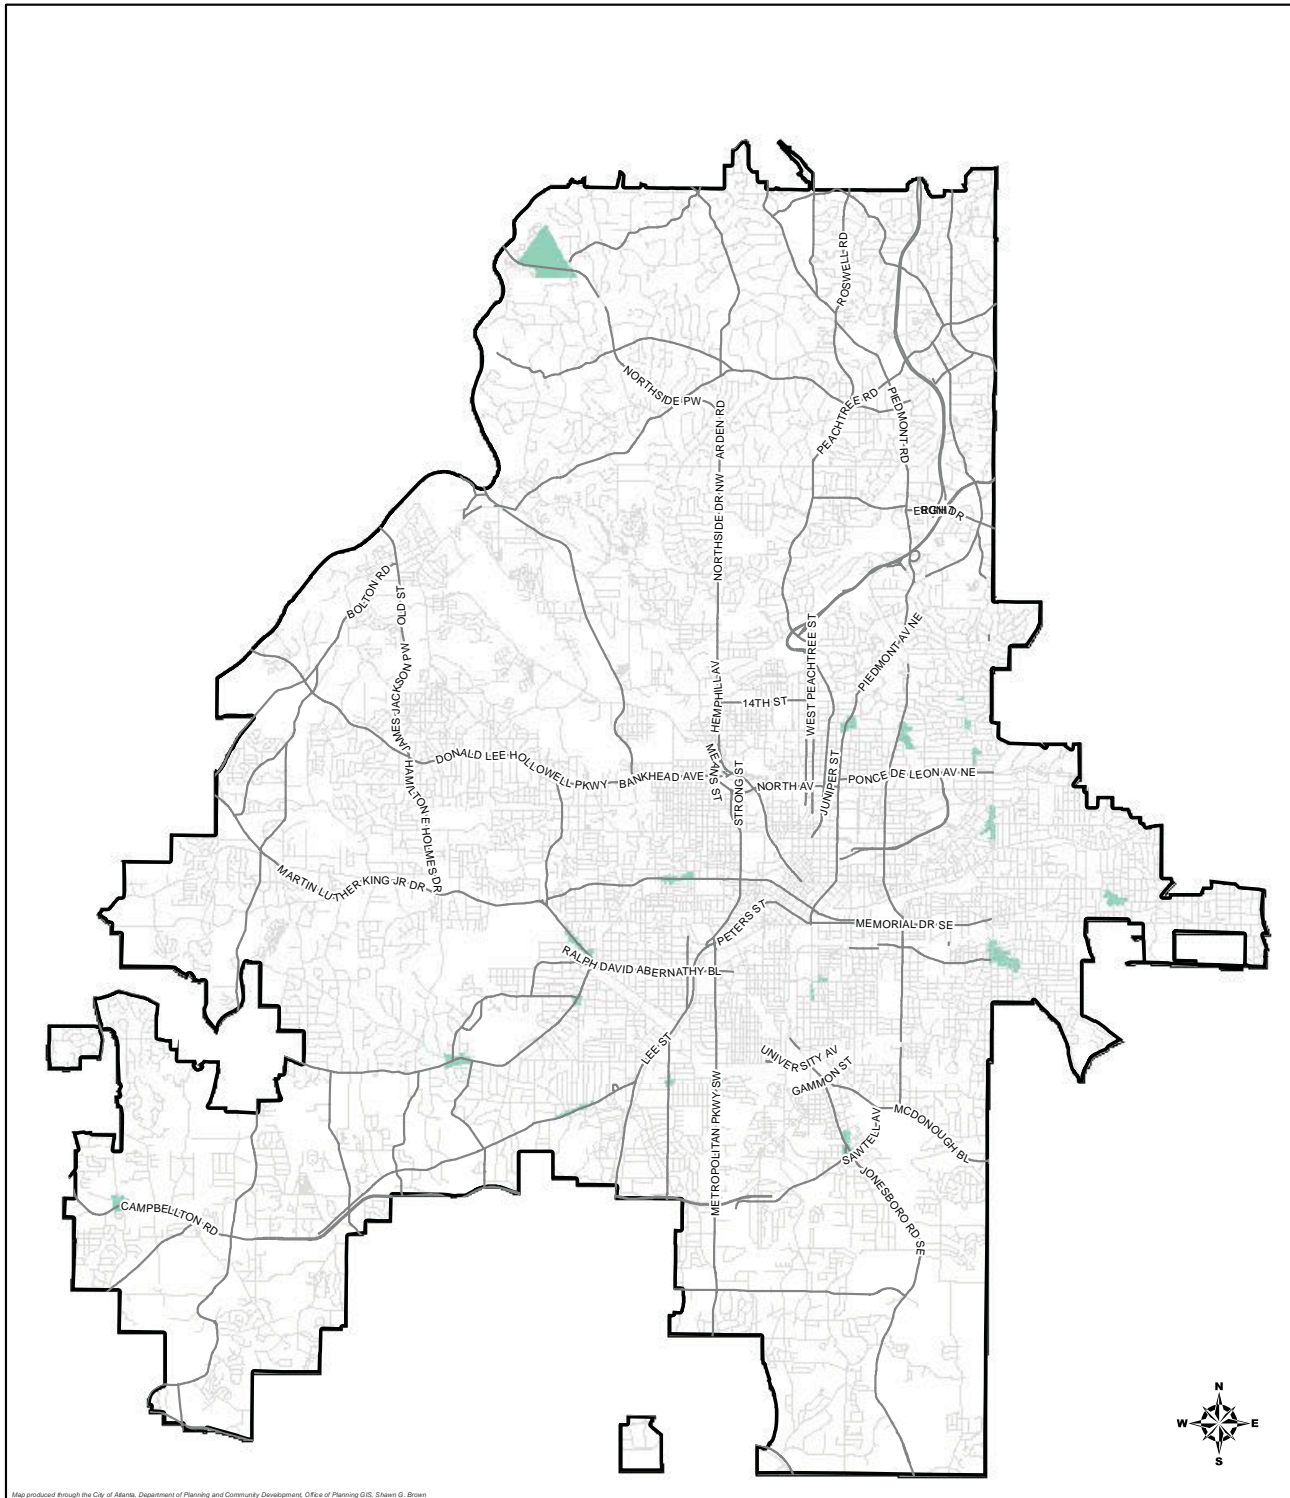 ROSWELL RD
NORTHSIDE PW
ARDEN RD
PEACHTREE RD
PIEDMONT RD
NORTHSIDE DR NW
BOLTON RD
OLD ST
JAMES JACKSON PW
WEST PEACHTREE ST
PIEDMONT AV NE
HEMPHILL AV
14TH ST
DONALD LEE HOLLOWELL PKWY
BANKHEAD AVE
MEANS ST
STRONG ST
NORTH AV
JUNIPER ST
PONCE DE LEON AV NE
HAMILTON E HOLMES DR
MARTIN LUTHER KING JR DR
PETERS ST
MEMORIAL DR SE
RALPH DAVID ABERNATHY BL
LEE ST
UNIVERSITY AV
GAMMON ST
METROPOLITAN PKWY SW
MCDONOUGH BL
SAWTELL AV
JONESBORO RD SE
CAMPBELLTON RD
N
W E
S
Map produced through the City of Atlanta, Department of Planning and Community Development, Office of Planning GIS, Shawn G. Brown